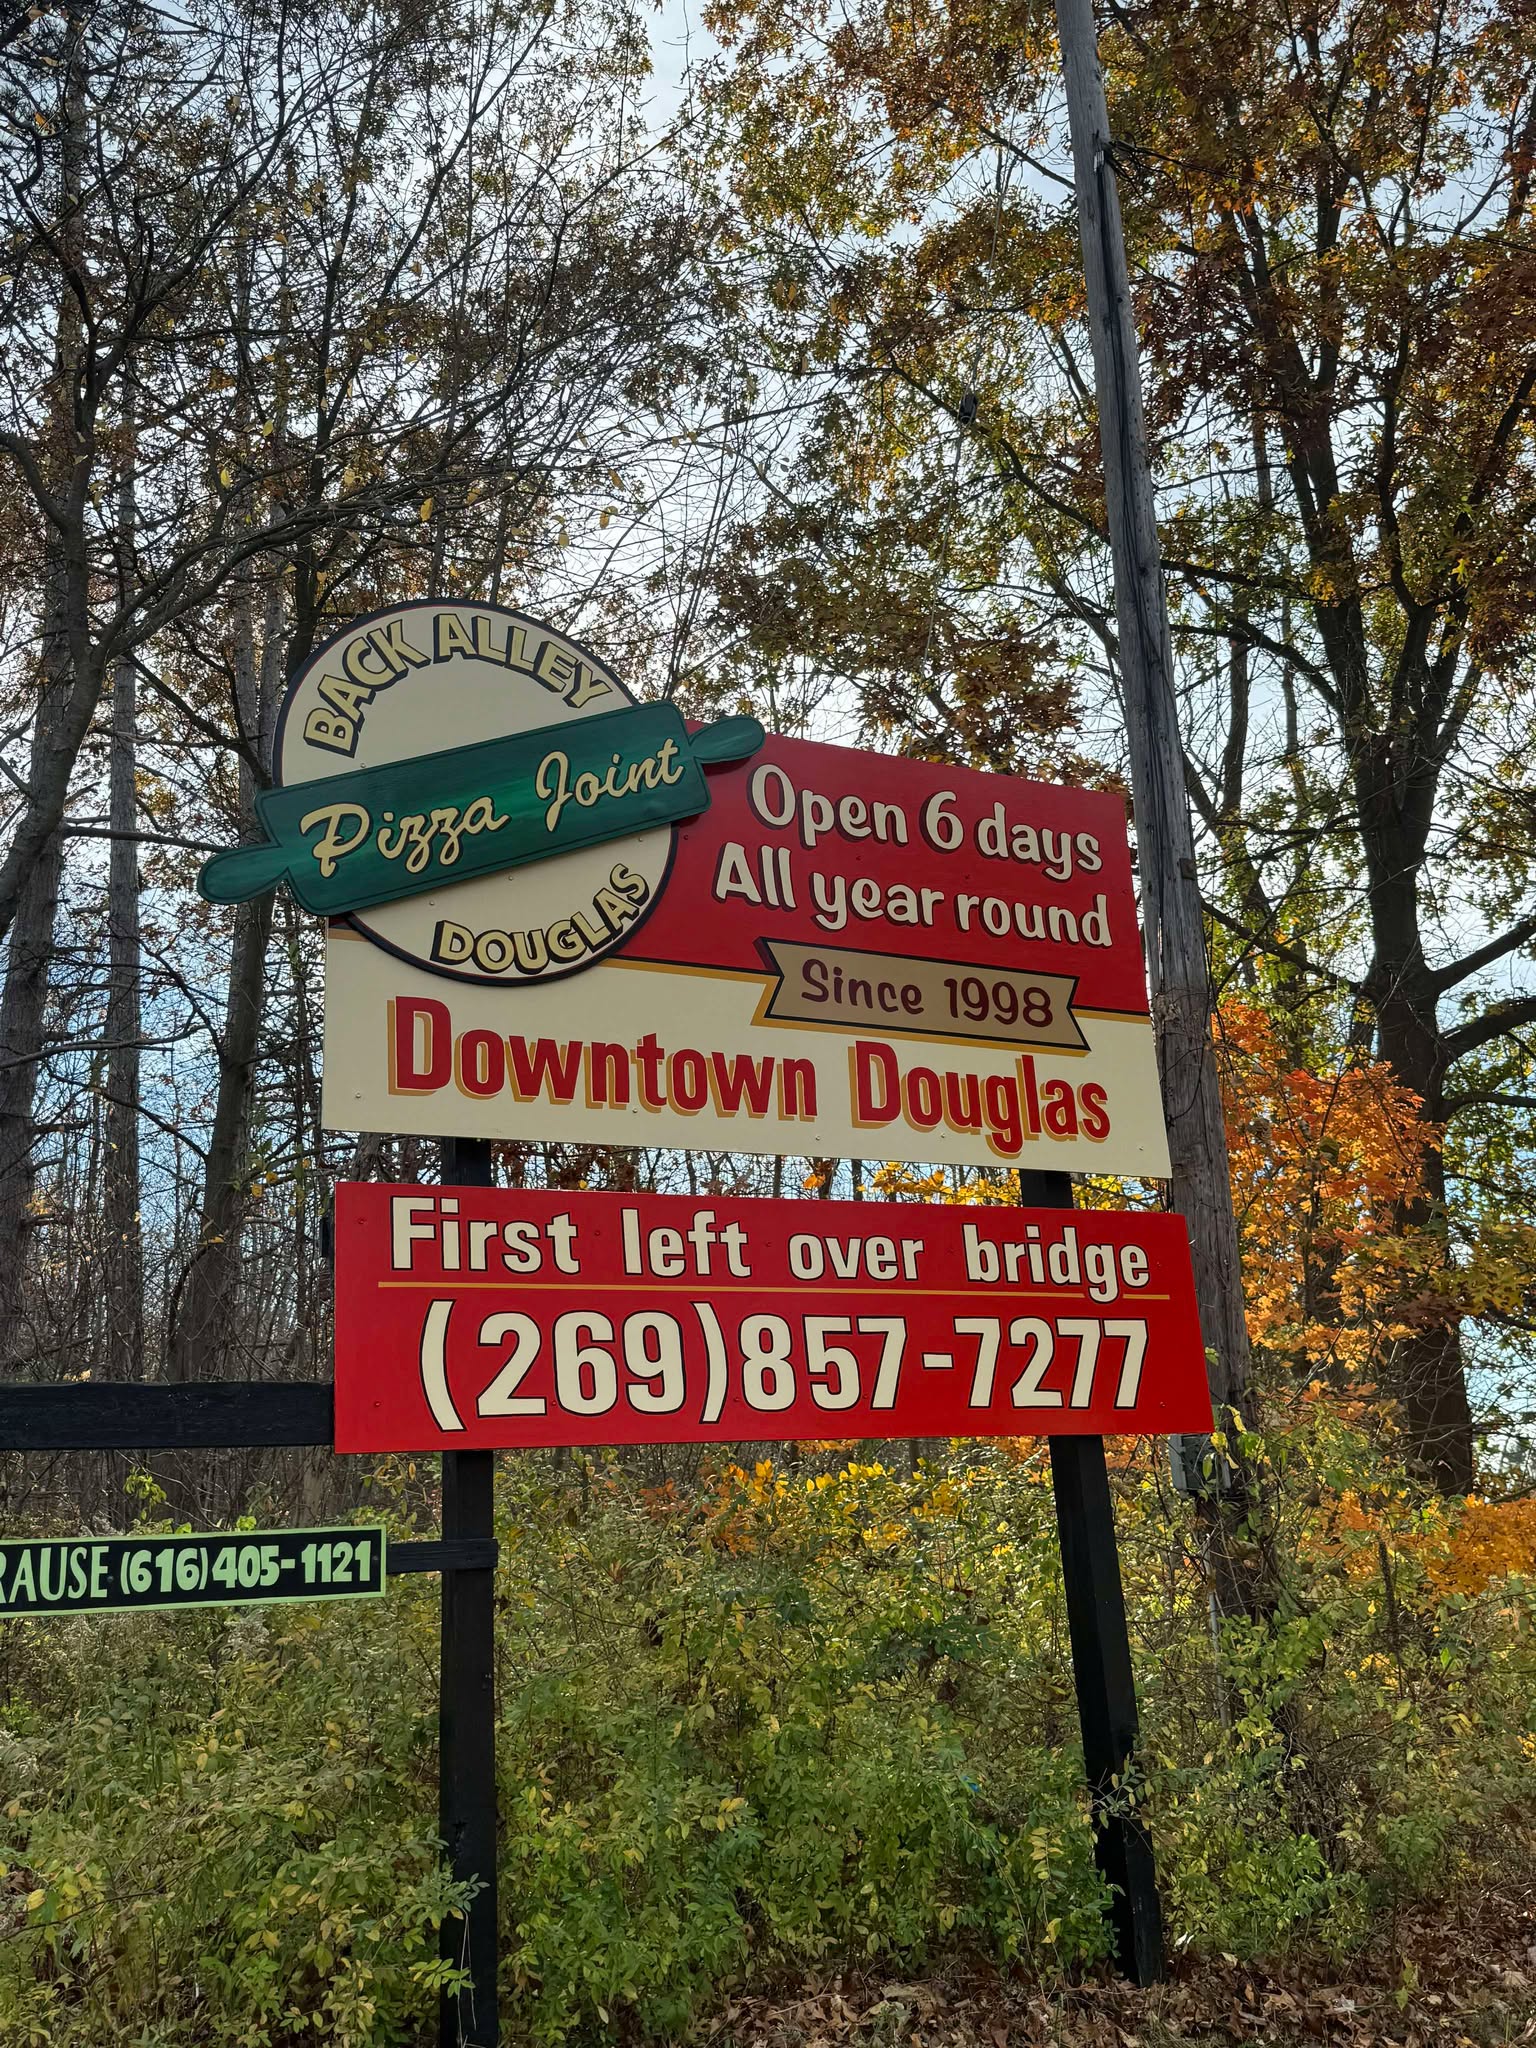 BACK ALLEY
Pizza Joint
DOUGLAS
Open 6 days
All year round
Since 1998
Downtown Douglas
First left over bridge
(269)857-7277
RAUSE (616)405-1121